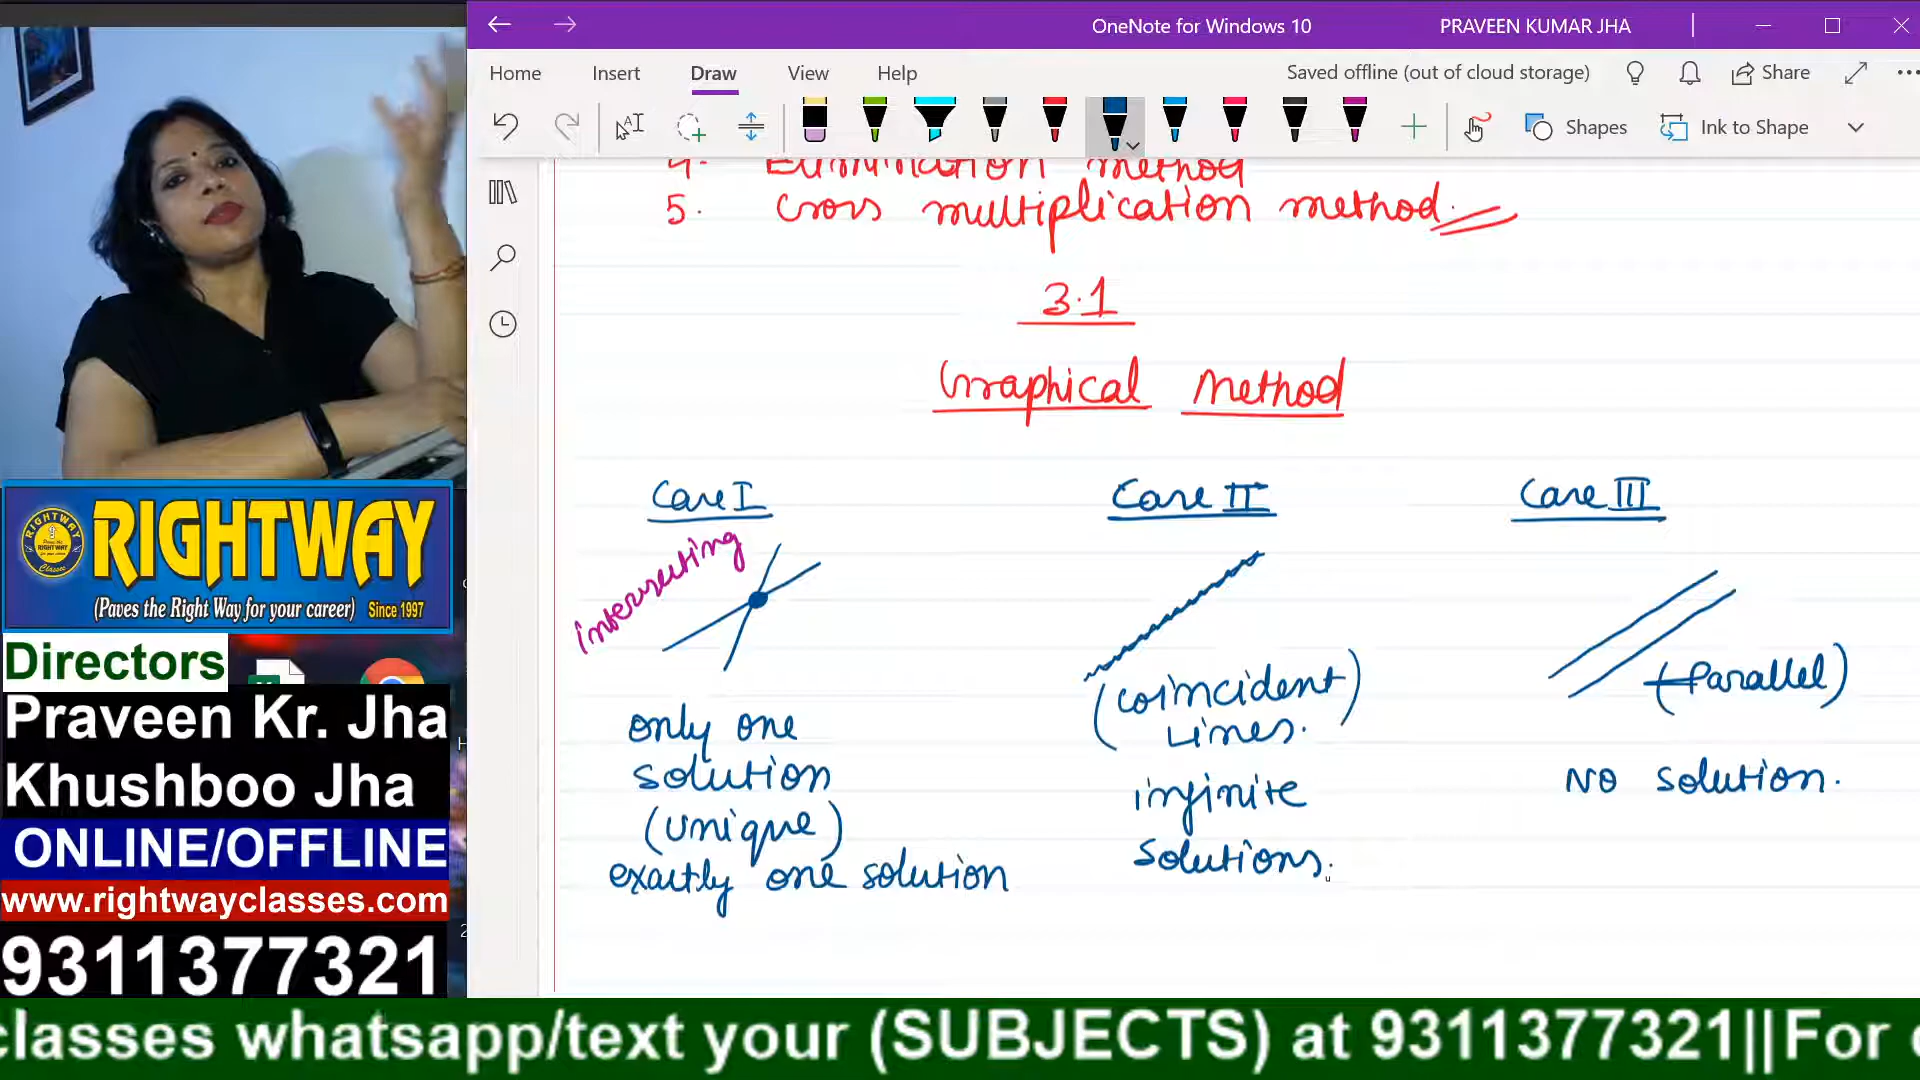 OneNote for Windows 10
PRAVEEN KUMAR JHA
Home
Insert
Draw
View
Help
Saved offline (out of cloud storage)
Share
Shapes
Ink to Shape
4. Elimination method
5. Cross multiplication method.
3.1
Graphical Method
Case I
Case II
Case III
intersecting
only one
solution
(unique)
exactly one solution
(coincident)
Lines.
infinite
solutions.
(Parallel)
NO solution.
RIGHTWAY
(Paves the Right Way for your career) Since 1997
Directors
Praveen Kr. Jha
Khushboo Jha
ONLINE/OFFLINE
www.rightwayclasses.com
9311377321
classes whatsapp/text your (SUBJECTS) at 9311377321||For